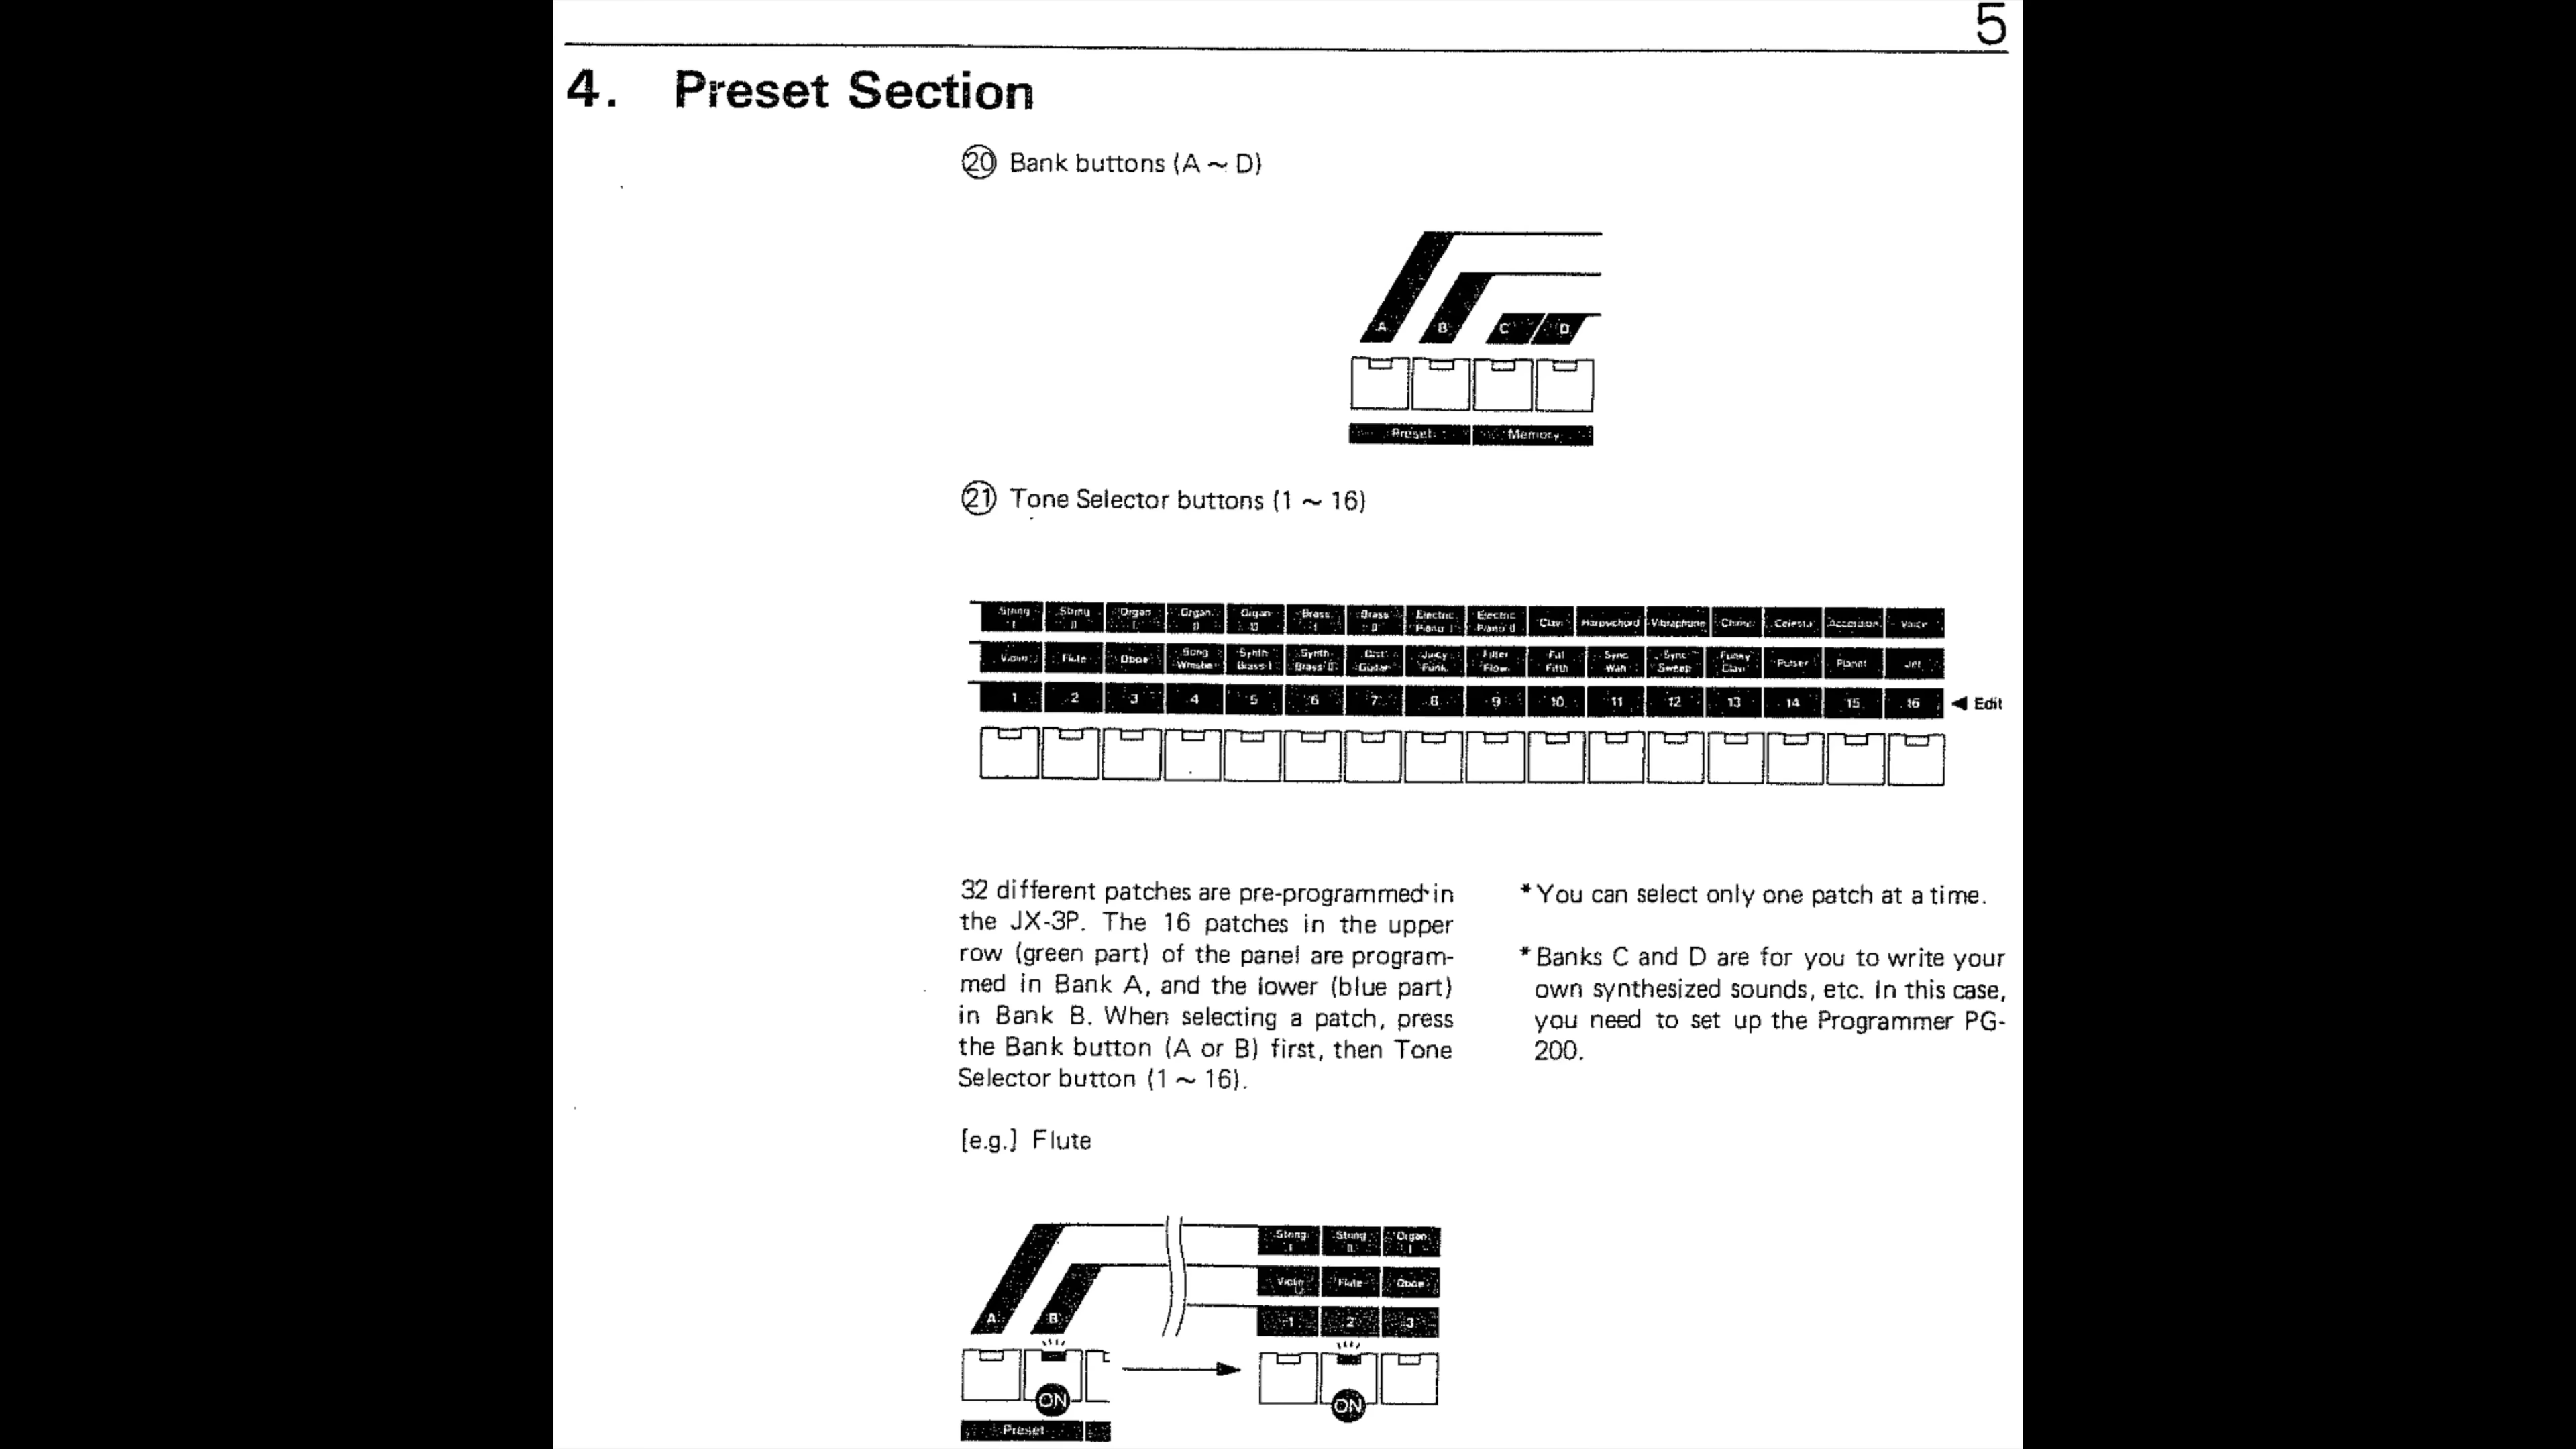 5
4. Preset Section
⑳ Bank buttons (A ~ D)
A B C D
Preset Memory
㉑ Tone Selector buttons (1 ~ 16)
String I String II Organ I Organ II Organ III Brass I Brass II Electric Piano I Electric Piano II Clavi Harpsichord Vibraphone Chime Celesta Accordion Voice
Violin Flute Oboe Song Whistle Synth Brass I Synth Brass II Dist Guitar Juicy Funk Filter Flow Fat Fifth Sync Wah Sync Sweep Funny Clavi Pulser Planet Jet
1 2 3 4 5 6 7 8 9 10 11 12 13 14 15 16 ◀ Edit
32 different patches are pre-programmed in
the JX-3P. The 16 patches in the upper
row (green part) of the panel are program-
med in Bank A, and the lower (blue part)
in Bank B. When selecting a patch, press
the Bank button (A or B) first, then Tone
Selector button (1 ~ 16).
* You can select only one patch at a time.
* Banks C and D are for you to write your
own synthesized sounds, etc. In this case,
you need to set up the Programmer PG-
200.
[e.g.] Flute
String I String II Organ I
Violin Flute Oboe
A B 1 2 3
ON ON
Preset